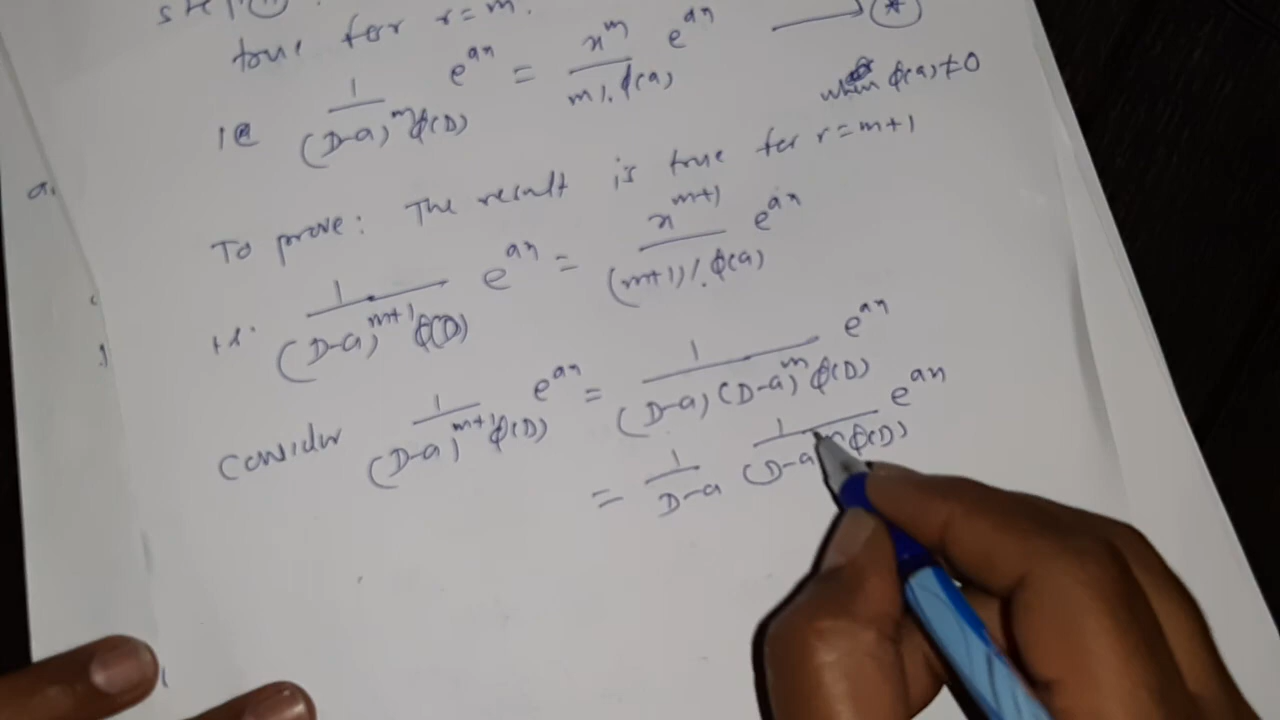 true for r = m.
ie 1/((D-a)^m φ(D)) e^{ax} = x^m/(m! φ(a)) e^{ax} → (*)
when φ(a) ≠ 0
To prove: The result is true for r = m+1
i.e. 1/((D-a)^{m+1} φ(D)) e^{ax} = x^{m+1}/((m+1)! φ(a)) e^{ax}
Consider 1/((D-a)^{m+1} φ(D)) e^{ax} = 1/((D-a)(D-a)^m φ(D)) e^{ax}
= 1/(D-a) 1/((D-a)^m φ(D)) e^{ax}